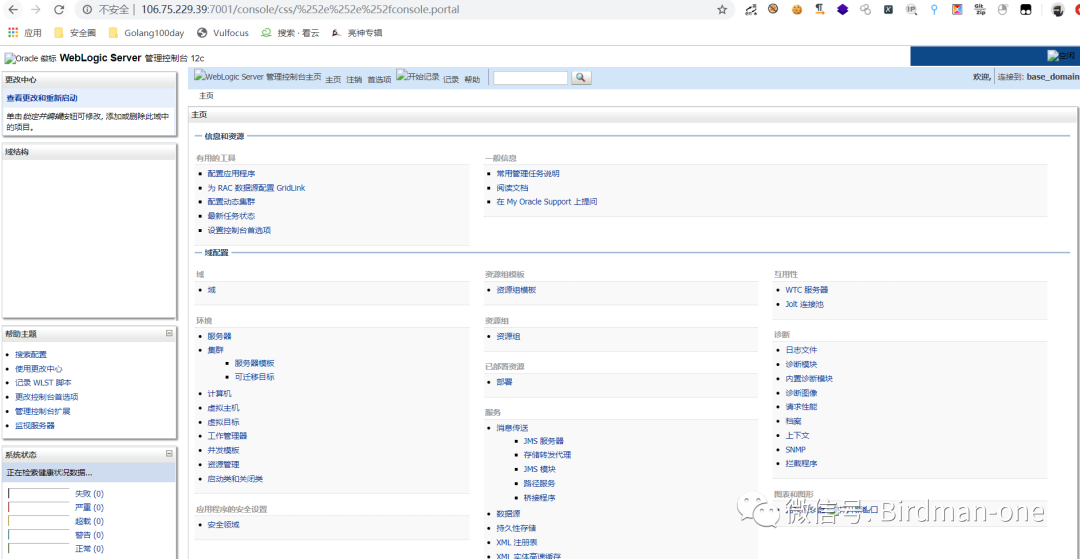 不安全 | 106.75.229.39:7001/console/css/%252e%252e%252fconsole.portal
应用 安全圈 Golang100day Vulfocus 搜索 · 看云 亮神专辑
Oracle 徽标 WebLogic Server 管理控制台 12c
更改中心
查看更改和重新启动
单击锁定并编辑按钮可修改, 添加或删除此域中的项目。
域结构
帮助主题
搜索配置
使用更改中心
记录 WLST 脚本
更改控制台首选项
管理控制台扩展
监视服务器
系统状态
正在检索健康状况数据...
失败 (0)
严重 (0)
超载 (0)
警告 (0)
正常 (0)
WebLogic Server 管理控制台主页 主页 注销 首选项 开始记录 记录 帮助
欢迎, 连接到: base_domain
主页
主页
信息和资源
有用的工具
配置应用程序
为 RAC 数据源配置 GridLink
配置动态集群
最新任务状态
设置控制台首选项
一般信息
常用管理任务说明
阅读文档
在 My Oracle Support 上提问
域配置
域
域
环境
服务器
集群
服务器模板
可迁移目标
计算机
虚拟主机
虚拟目标
工作管理器
并发模板
资源管理
启动类和关闭类
应用程序的安全设置
安全领域
资源组模板
资源组模板
资源组
资源组
已部署资源
部署
服务
消息传送
JMS 服务器
存储转发代理
JMS 模块
路径服务
桥接程序
数据源
持久性存储
XML 注册表
XML 实体高速缓存
互用性
WTC 服务器
Jolt 连接池
诊断
日志文件
诊断模块
内置诊断模块
诊断图像
请求性能
档案
上下文
SNMP
拦截程序
图表和图形
微信号: Birdman-one